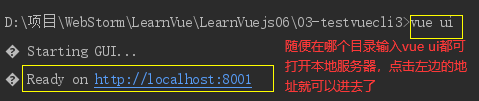 D:\项目\WebStorm\LearnVue\LearnVuejs06\03-testvuecli3>vue ui
� Starting GUI...
� Ready on http://localhost:8001
随便在哪个目录输入vue ui都可
打开本地服务器，点击左边的地
址就可以进去了